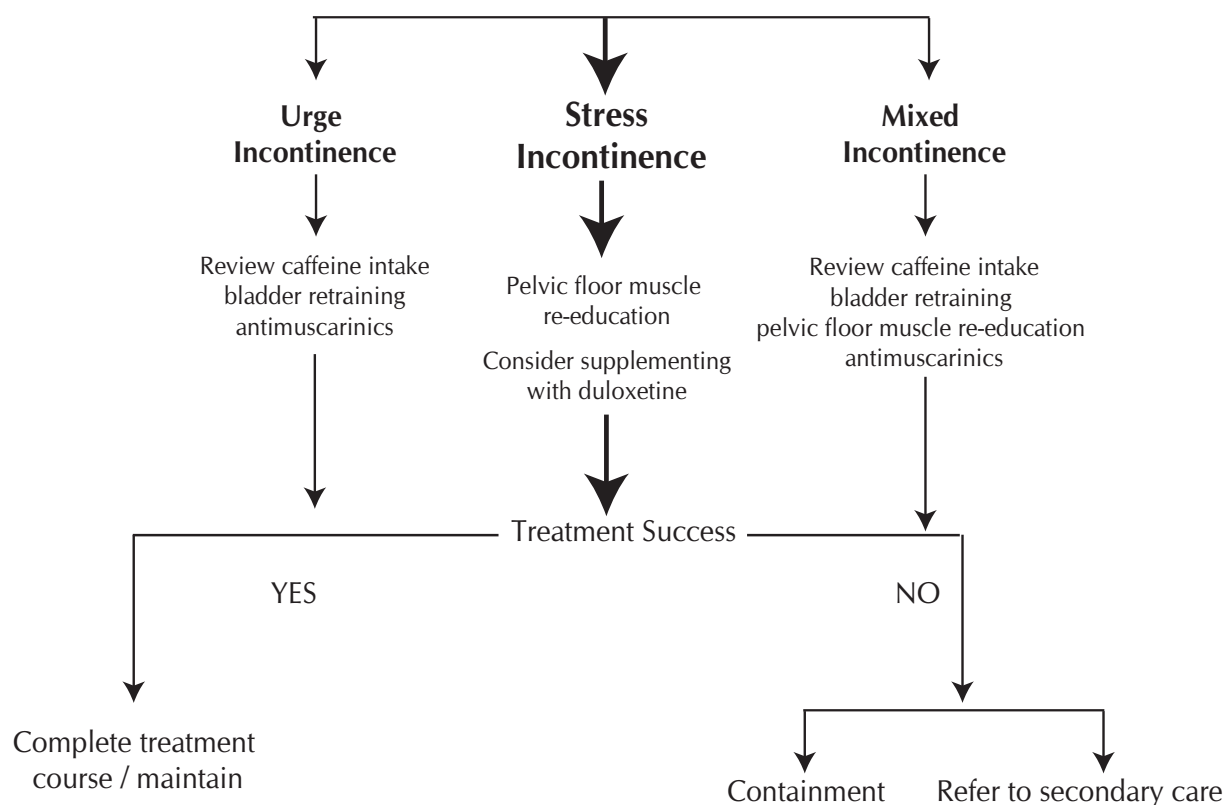 Urge
Incontinence
Stress
Incontinence
Mixed
Incontinence
Review caffeine intake
bladder retraining
antimuscarinics
Pelvic floor muscle
re-education
Consider supplementing
with duloxetine
Review caffeine intake
bladder retraining
pelvic floor muscle re-education
antimuscarinics
Treatment Success
YES
NO
Complete treatment
course / maintain
Containment
Refer to secondary care